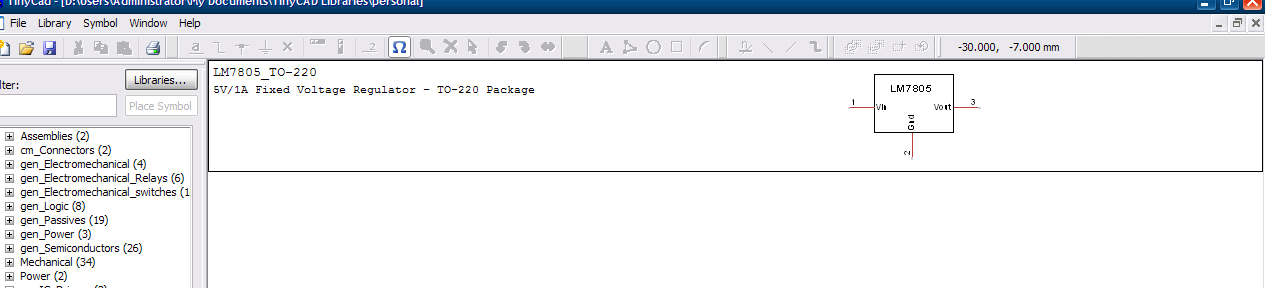 TinyCad - [D:\Users\Administrator\My Documents\TinyCAD Libraries\personal]
File Library Symbol Window Help
-30.000, -7.000 mm
lter:
Libraries...
Place Symbol
Assemblies (2)
cm_Connectors (2)
gen_Electromechanical (4)
gen_Electromechanical_Relays (6)
gen_Electromechanical_switches (1
gen_Logic (8)
gen_Passives (19)
gen_Power (3)
gen_Semiconductors (26)
Mechanical (34)
Power (2)
LM7805_TO-220
5V/1A Fixed Voltage Regulator - TO-220 Package
LM7805
1 Vin Vout 3
Gnd
2